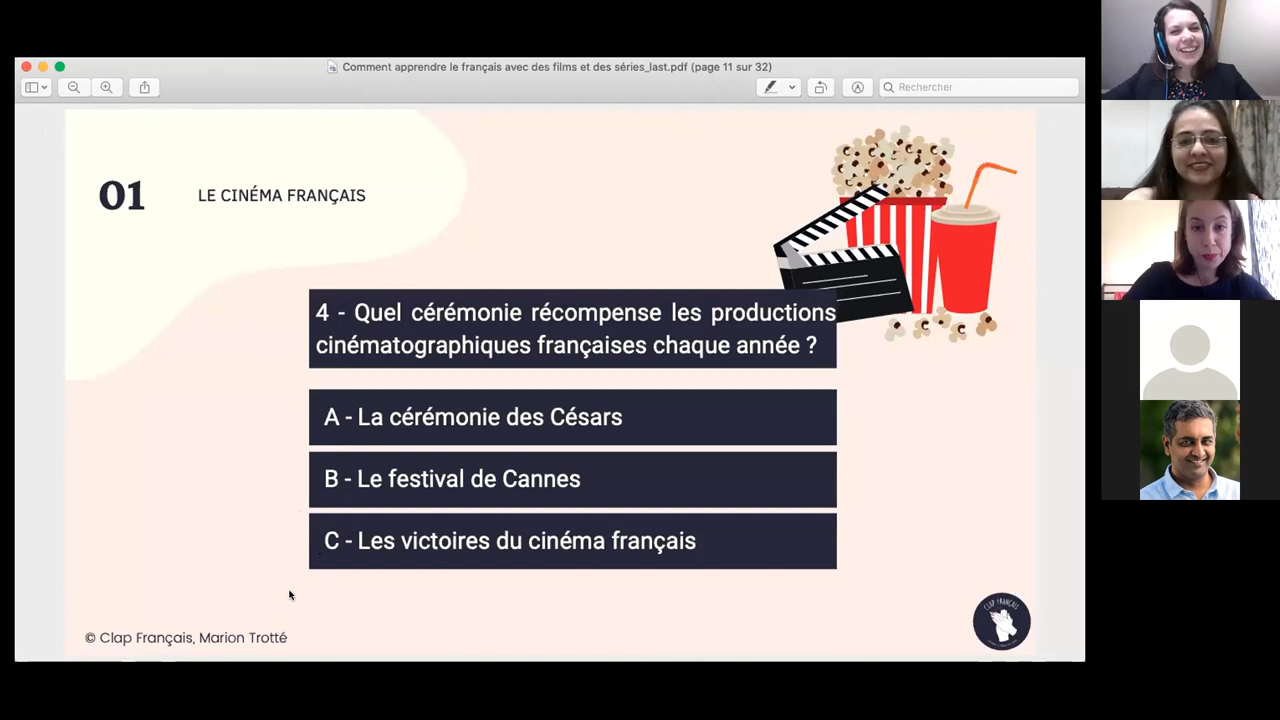 Comment apprendre le français avec des films et des séries_last.pdf (page 11 sur 32)
Rechercher
01
LE CINÉMA FRANÇAIS
4 - Quel cérémonie récompense les productions
cinématographiques françaises chaque année ?
A - La cérémonie des Césars
B - Le festival de Cannes
C - Les victoires du cinéma français
© Clap Français, Marion Trotté
CLAP FRANÇAIS